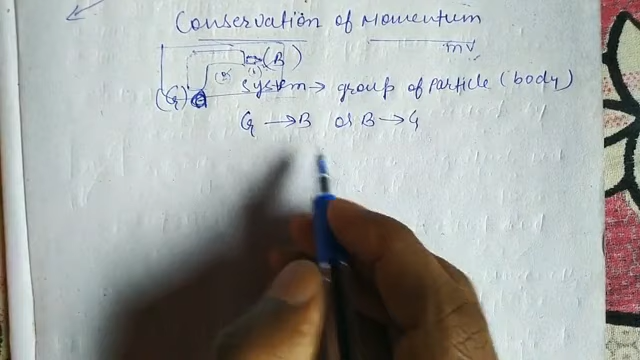 Conservation of Momentum
mv
(B)
(G) System → group of Particle (body)
G → B or B → G